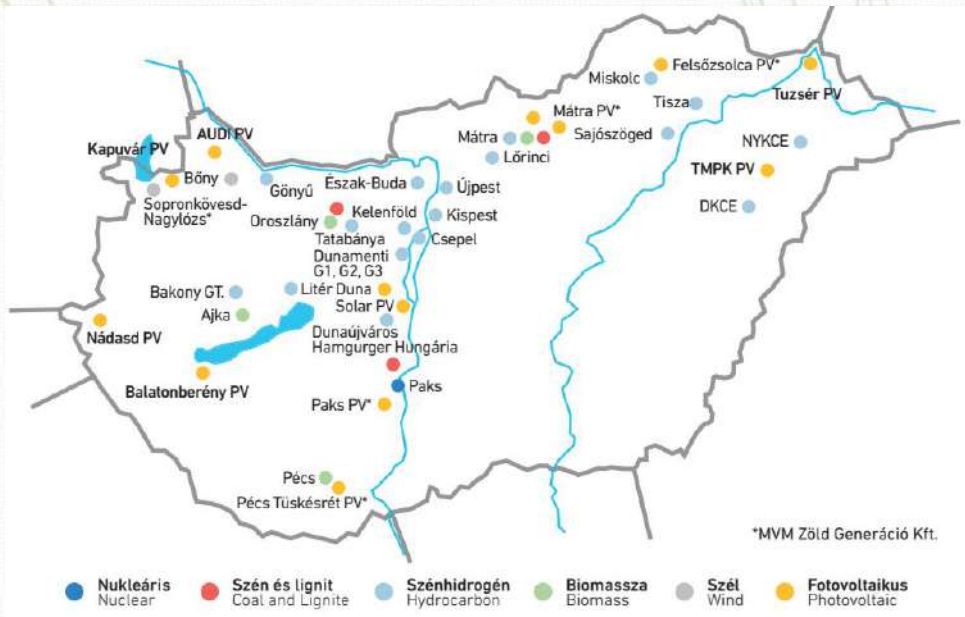 Felsőzsolca PV*
Miskolc
Tuzsér PV
Tisza
Mátra PV*
AUDI PV
Mátra
Sajószöged
Kapuvár PV
NYKCE
Lőrinci
TMPK PV
Bőny
Gönyű
Észak-Buda
Újpest
Sopronkövesd-
Nagylózs*
DKCE
Oroszlány
Kelenföld
Kispest
Tatabánya
Csepel
Dunamenti
G1, G2, G3
Bakony GT.
Litér Duna
Ajka
Solar PV
Nádasd PV
Dunaújváros
Hamgurger Hungária
Balatonberény PV
Paks
Paks PV*
Pécs
Pécs Tüskésrét PV*
*MVM Zöld Generáció Kft.
Nukleáris
Nuclear
Szén és lignit
Coal and Lignite
Szénhidrogén
Hydrocarbon
Biomassza
Biomass
Szél
Wind
Fotovoltaikus
Photovoltaic